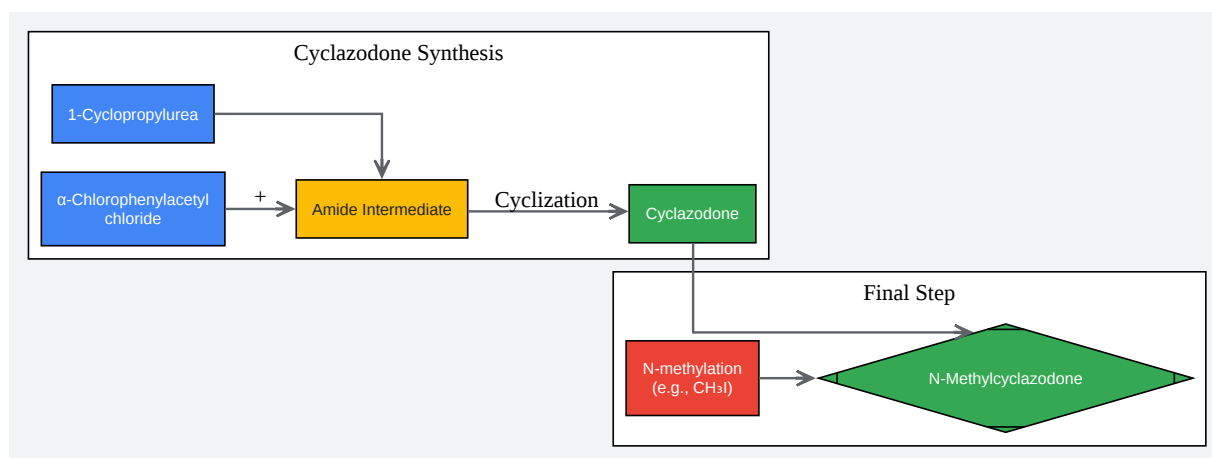 Cyclazodone Synthesis
1-Cyclopropylurea
α-Chlorophenylacetyl
chloride
+
Amide Intermediate
Cyclization
Cyclazodone
Final Step
N-methylation
(e.g., CH₃I)
N-Methylcyclazodone